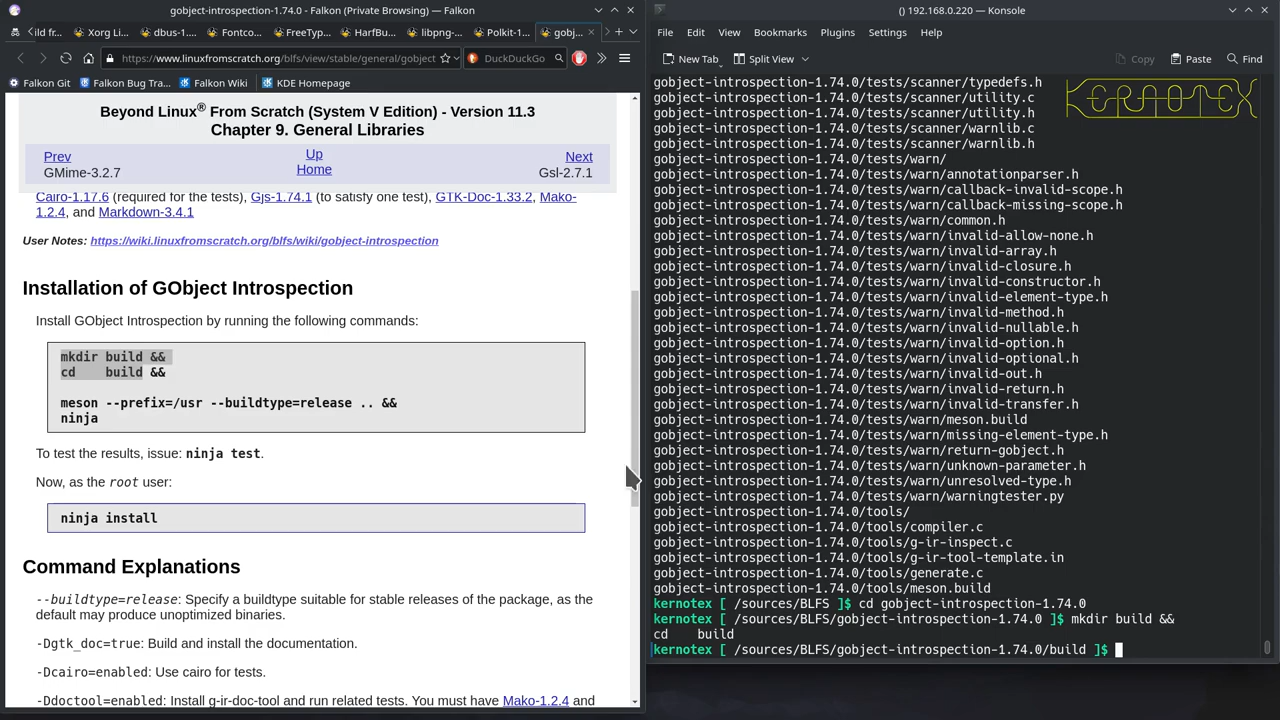 gobject-introspection-1.74.0 - Falkon (Private Browsing) — Falkon
ild fr...
Xorg Li...
dbus-1...
Fontco...
FreeTyp...
HarfBu...
libpng-...
Polkit-1...
gobj...
https://www.linuxfromscratch.org/blfs/view/stable/general/gobject
DuckDuckGo
Falkon Git
Falkon Bug Tra...
Falkon Wiki
KDE Homepage
Beyond Linux® From Scratch (System V Edition) - Version 11.3
Chapter 9. General Libraries
Prev
Up
Next
GMime-3.2.7
Home
Gsl-2.7.1
Cairo-1.17.6 (required for the tests), Gjs-1.74.1 (to satisfy one test), GTK-Doc-1.33.2, Mako-
1.2.4, and Markdown-3.4.1
User Notes: https://wiki.linuxfromscratch.org/blfs/wiki/gobject-introspection
Installation of GObject Introspection
Install GObject Introspection by running the following commands:
mkdir build &&
cd    build &&
meson --prefix=/usr --buildtype=release .. &&
ninja
To test the results, issue: ninja test.
Now, as the root user:
ninja install
Command Explanations
--buildtype=release: Specify a buildtype suitable for stable releases of the package, as the
default may produce unoptimized binaries.
-Dgtk_doc=true: Build and install the documentation.
-Dcairo=enabled: Use cairo for tests.
-Ddoctool=enabled: Install g-ir-doc-tool and run related tests. You must have Mako-1.2.4 and
() 192.168.0.220 — Konsole
File
Edit
View
Bookmarks
Plugins
Settings
Help
New Tab
Split View
Copy
Paste
Find
KERNOTEX
gobject-introspection-1.74.0/tests/scanner/typedefs.h
gobject-introspection-1.74.0/tests/scanner/utility.c
gobject-introspection-1.74.0/tests/scanner/utility.h
gobject-introspection-1.74.0/tests/scanner/warnlib.c
gobject-introspection-1.74.0/tests/scanner/warnlib.h
gobject-introspection-1.74.0/tests/warn/
gobject-introspection-1.74.0/tests/warn/annotationparser.h
gobject-introspection-1.74.0/tests/warn/callback-invalid-scope.h
gobject-introspection-1.74.0/tests/warn/callback-missing-scope.h
gobject-introspection-1.74.0/tests/warn/common.h
gobject-introspection-1.74.0/tests/warn/invalid-allow-none.h
gobject-introspection-1.74.0/tests/warn/invalid-array.h
gobject-introspection-1.74.0/tests/warn/invalid-closure.h
gobject-introspection-1.74.0/tests/warn/invalid-constructor.h
gobject-introspection-1.74.0/tests/warn/invalid-element-type.h
gobject-introspection-1.74.0/tests/warn/invalid-method.h
gobject-introspection-1.74.0/tests/warn/invalid-nullable.h
gobject-introspection-1.74.0/tests/warn/invalid-option.h
gobject-introspection-1.74.0/tests/warn/invalid-optional.h
gobject-introspection-1.74.0/tests/warn/invalid-out.h
gobject-introspection-1.74.0/tests/warn/invalid-return.h
gobject-introspection-1.74.0/tests/warn/invalid-transfer.h
gobject-introspection-1.74.0/tests/warn/meson.build
gobject-introspection-1.74.0/tests/warn/missing-element-type.h
gobject-introspection-1.74.0/tests/warn/return-gobject.h
gobject-introspection-1.74.0/tests/warn/unknown-parameter.h
gobject-introspection-1.74.0/tests/warn/unresolved-type.h
gobject-introspection-1.74.0/tests/warn/warningtester.py
gobject-introspection-1.74.0/tools/
gobject-introspection-1.74.0/tools/compiler.c
gobject-introspection-1.74.0/tools/g-ir-inspect.c
gobject-introspection-1.74.0/tools/g-ir-tool-template.in
gobject-introspection-1.74.0/tools/generate.c
gobject-introspection-1.74.0/tools/meson.build
kernotex [ /sources/BLFS ]$ cd gobject-introspection-1.74.0
kernotex [ /sources/BLFS/gobject-introspection-1.74.0 ]$ mkdir build &&
cd    build
kernotex [ /sources/BLFS/gobject-introspection-1.74.0/build ]$